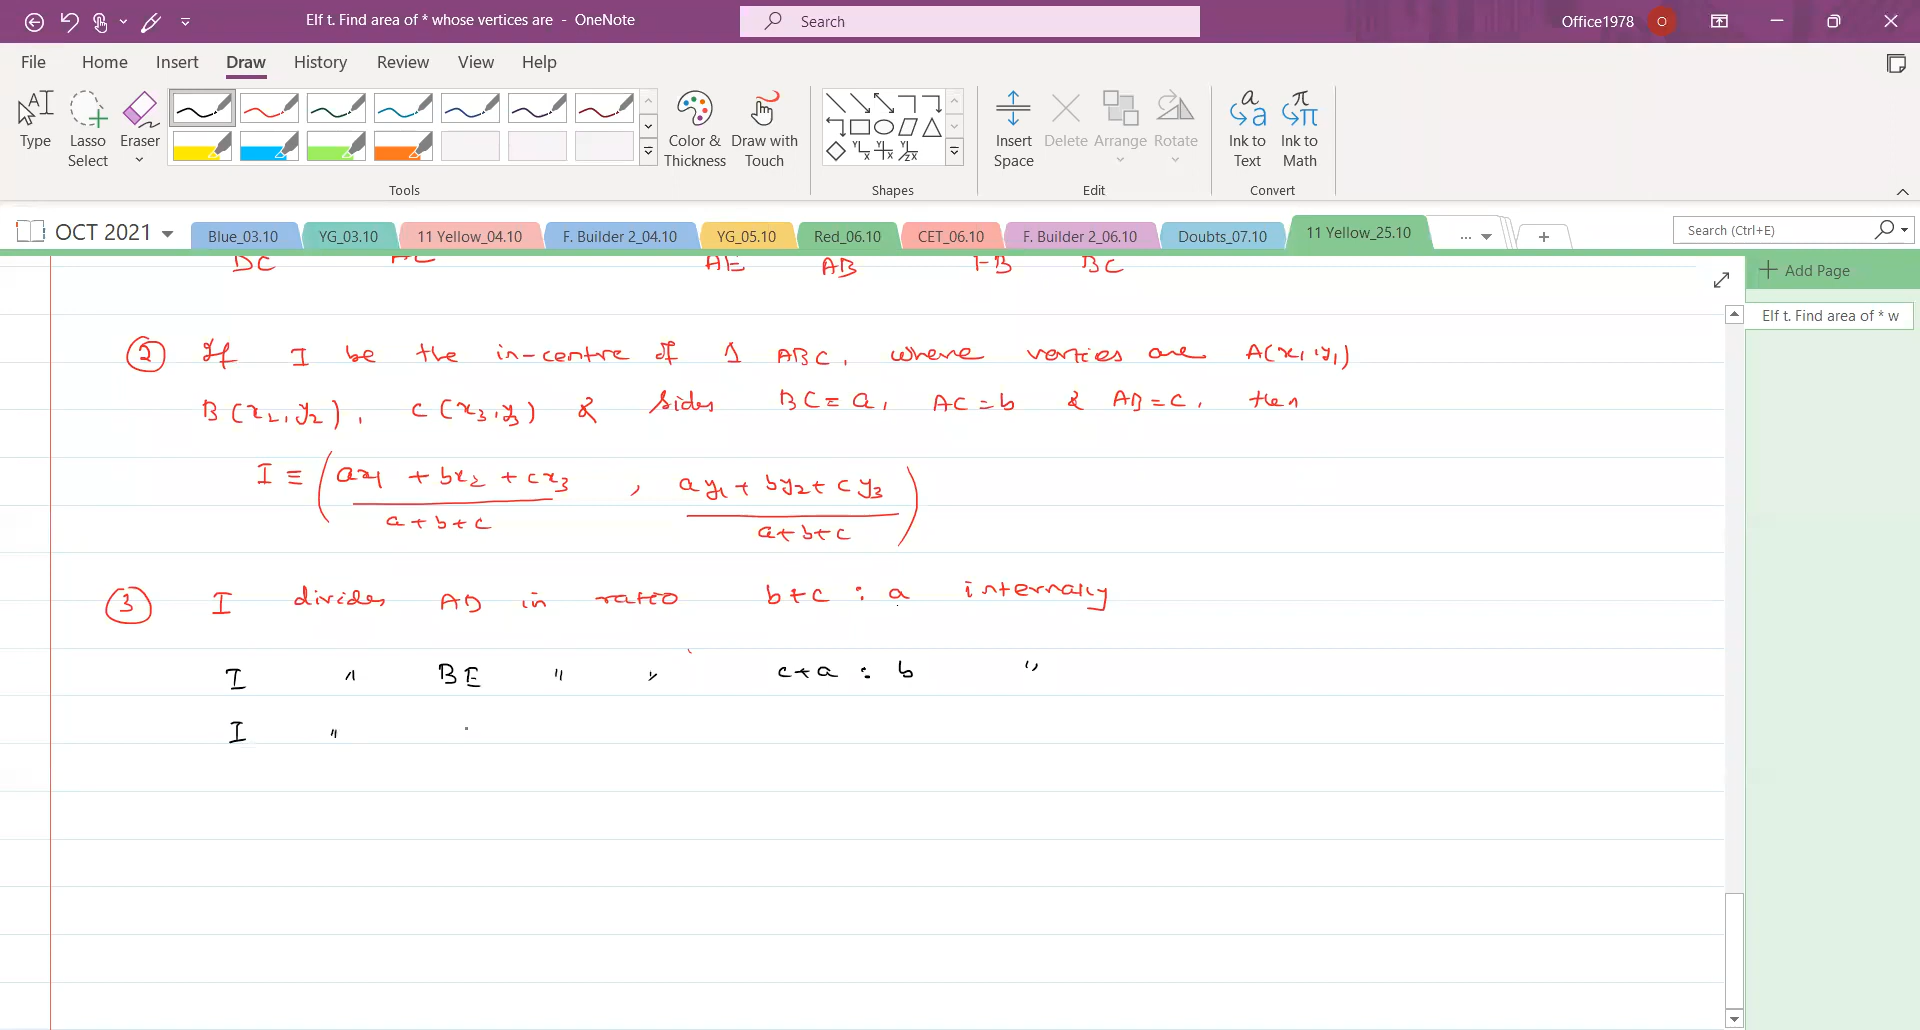 Elf t. Find area of * whose vertices are - OneNote
Search
Office1978
O
File Home Insert Draw History Review View Help
Type
Lasso Select
Eraser
Color & Thickness
Draw with Touch
Insert Space
Delete
Arrange
Rotate
Ink to Text
Ink to Math
Tools Shapes Edit Convert
OCT 2021
Blue_03.10 YG_03.10 11 Yellow_04.10 F. Builder 2_04.10 YG_05.10 Red_06.10 CET_06.10 F. Builder 2_06.10 Doubts_07.10 11 Yellow_25.10 ... +
Search (Ctrl+E)
Add Page
Elf t. Find area of * w
DC AC AE AB FB BC
② If I be the in-centre of Δ ABC, where verties are A(x₁, y₁)
B(x₂, y₂), C(x₃, y₃) & sides BC = a, AC = b & AB = c, then
I ≡ ( (ax₁ + bx₂ + cx₃)/(a+b+c) , (ay₁ + by₂ + cy₃)/(a+b+c) )
③ I divides AD in ratio b+c : a internally
I " BE " " c+a : b "
I "